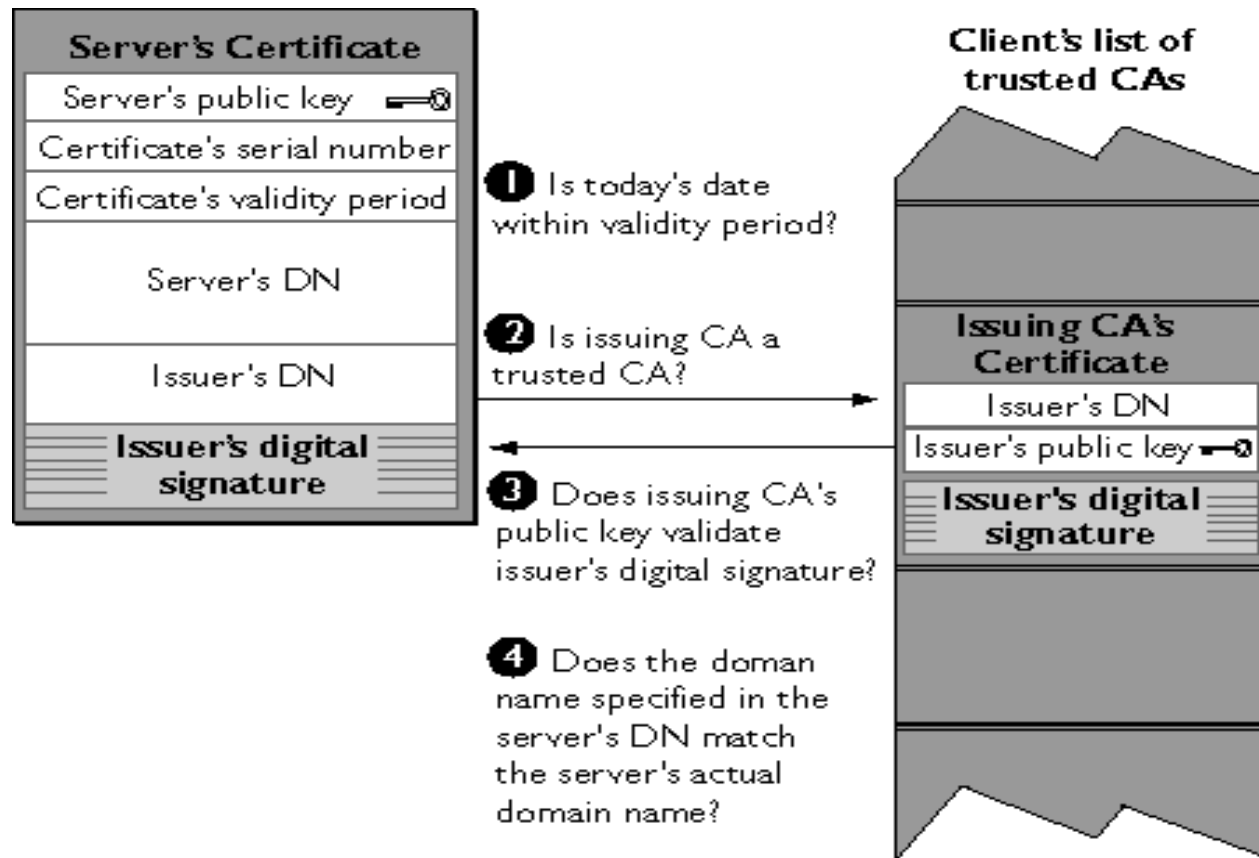 Server's Certificate
Server's public key
Certificate's serial number
Certificate's validity period
Server's DN
Issuer's DN
Issuer's digital
signature
1 Is today's date
within validity period?
2 Is issuing CA a
trusted CA?
3 Does issuing CA's
public key validate
issuer's digital signature?
4 Does the doman
name specified in the
server's DN match
the server's actual
domain name?
Client's list of
trusted CAs
Issuing CA's
Certificate
Issuer's DN
Issuer's public key
Issuer's digital
signature